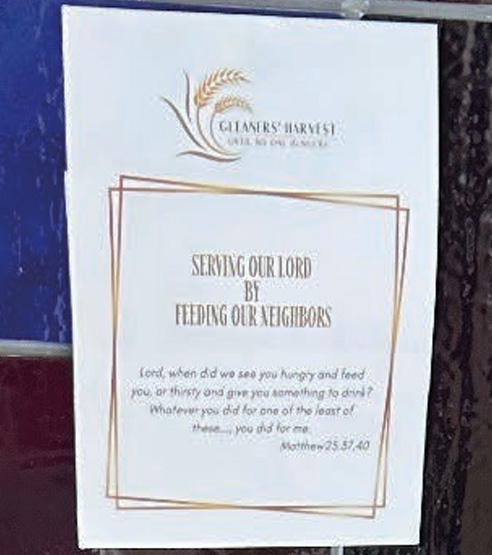 GLEANERS' HARVEST
UNTIL NO ONE HUNGERS
SERVING OUR LORD
BY
FEEDING OUR NEIGHBORS
Lord, when did we see you hungry and feed
you, or thirsty and give you something to drink?
Whatever you did for one of the least of
these..., you did for me.
Matthew 25:37,40